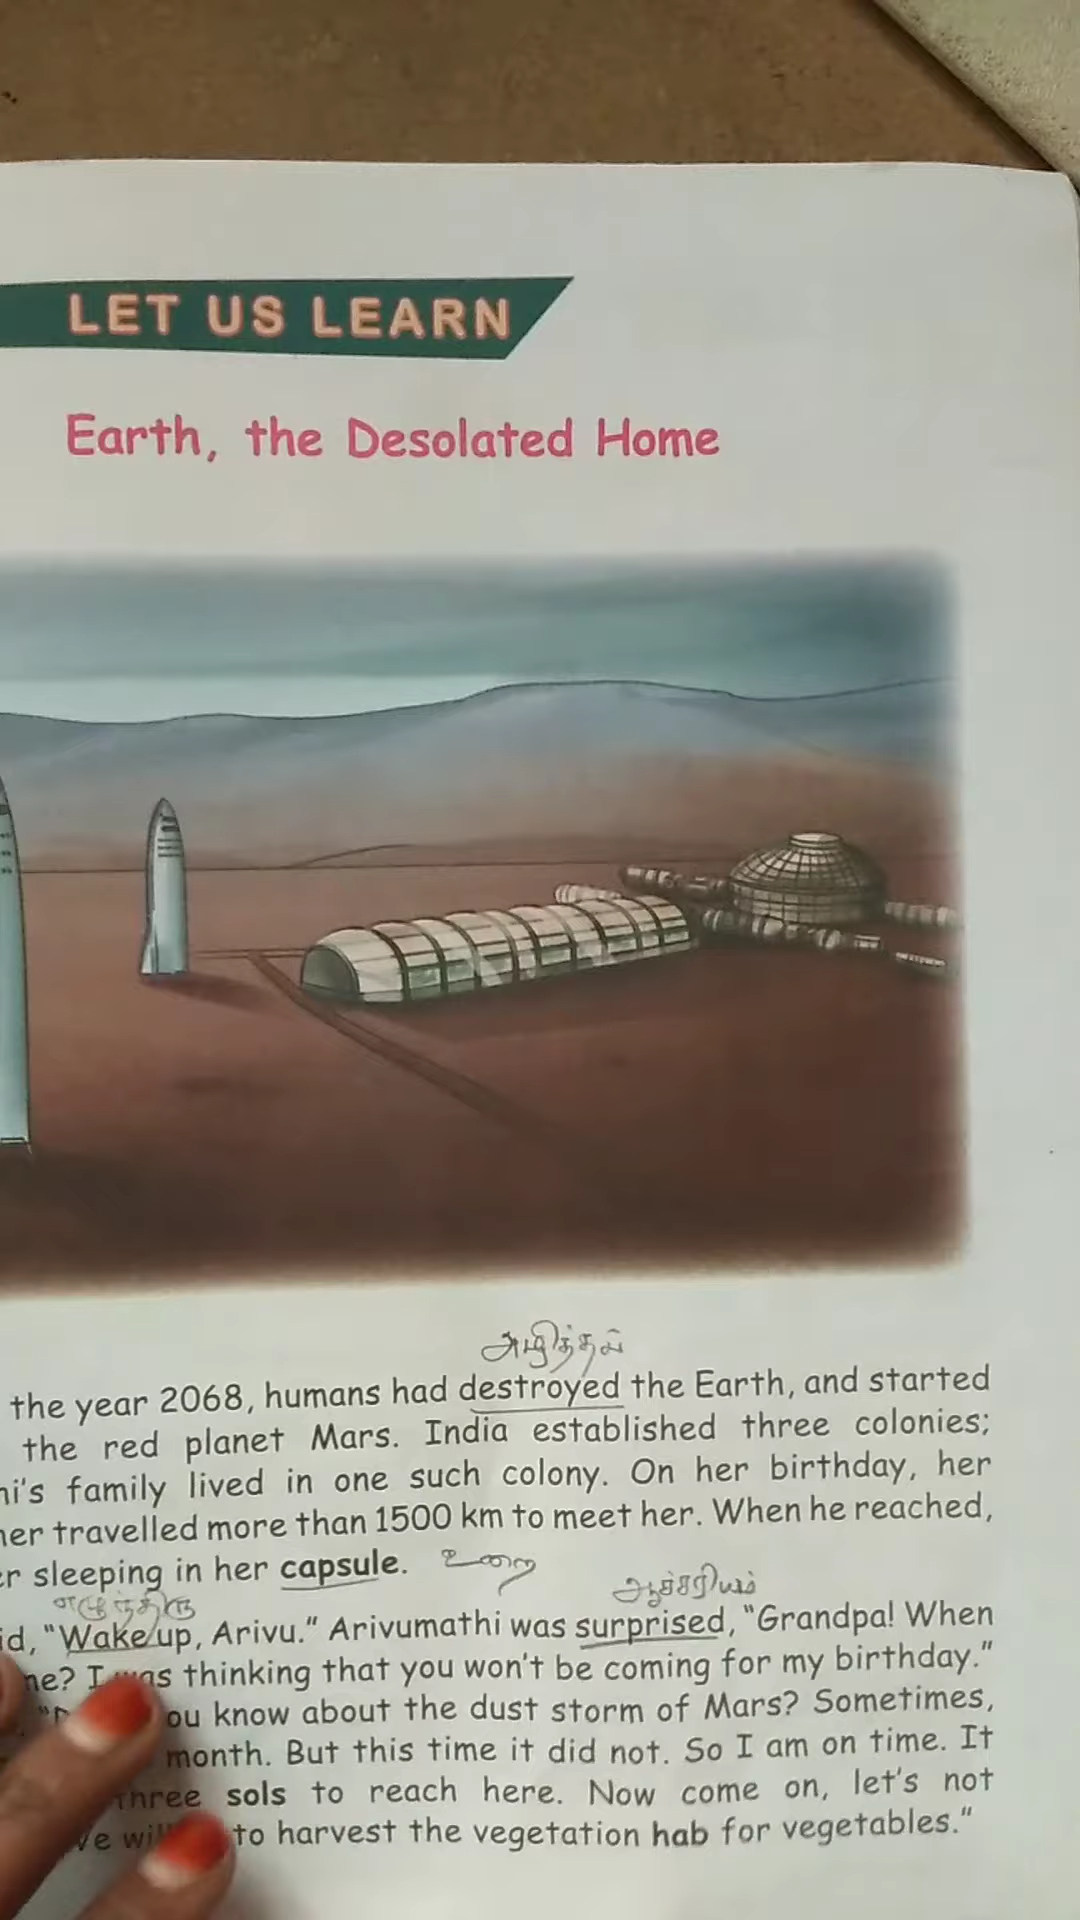 LET US LEARN
Earth, the Desolated Home
அழித்தல்
the year 2068, humans had destroyed the Earth, and started
the red planet Mars. India established three colonies;
ni's family lived in one such colony. On her birthday, her
her travelled more than 1500 km to meet her. When he reached,
er sleeping in her capsule. உறை
ஆச்சரியம்
எழுந்திரு
id, "Wake up, Arivu." Arivumathi was surprised, "Grandpa! When
me? I was thinking that you won't be coming for my birthday."
ou know about the dust storm of Mars? Sometimes,
month. But this time it did not. So I am on time. It
three sols to reach here. Now come on, let's not
to harvest the vegetation hab for vegetables."